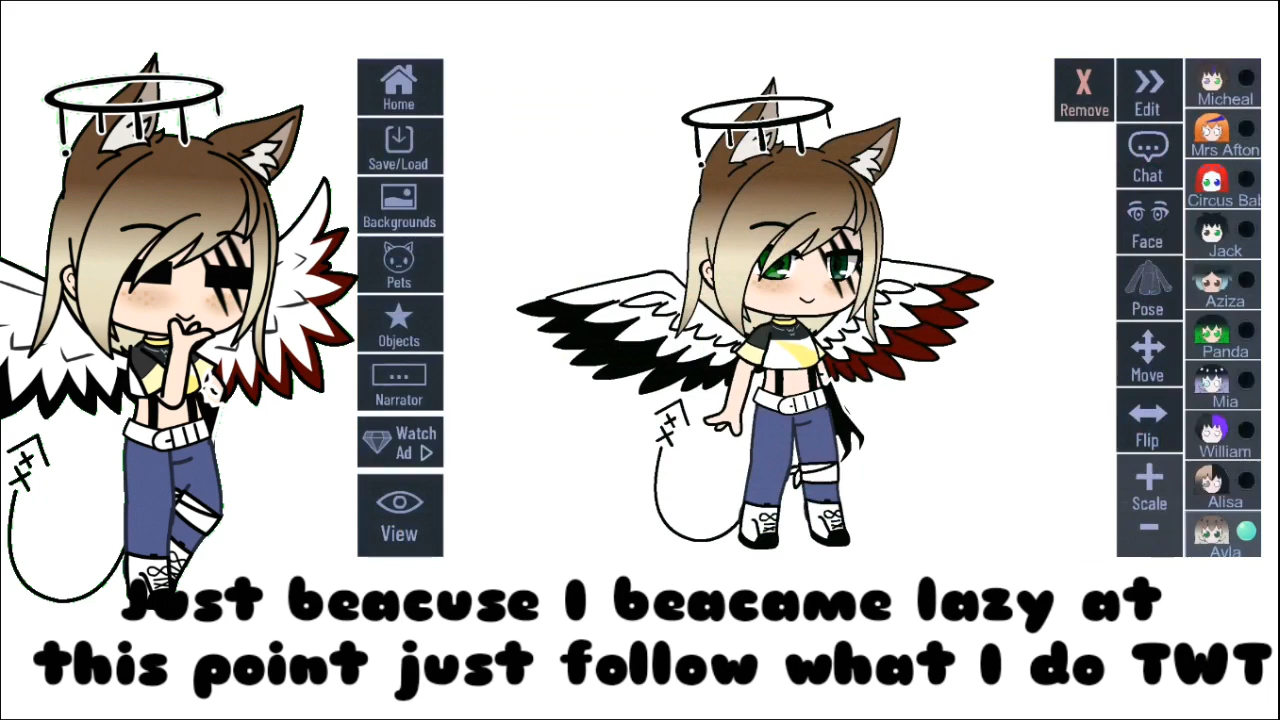 Home
Save/Load
Backgrounds
Pets
Objects
Narrator
Watch
Ad
View
X
Remove
Edit
Chat
Face
Pose
Move
Flip
Scale
Micheal
Mrs Afton
Circus Bab
Jack
Aziza
Panda
Mia
William
Alisa
Ayla
Just beacuse I beacame lazy at
this point just follow what I do TWT